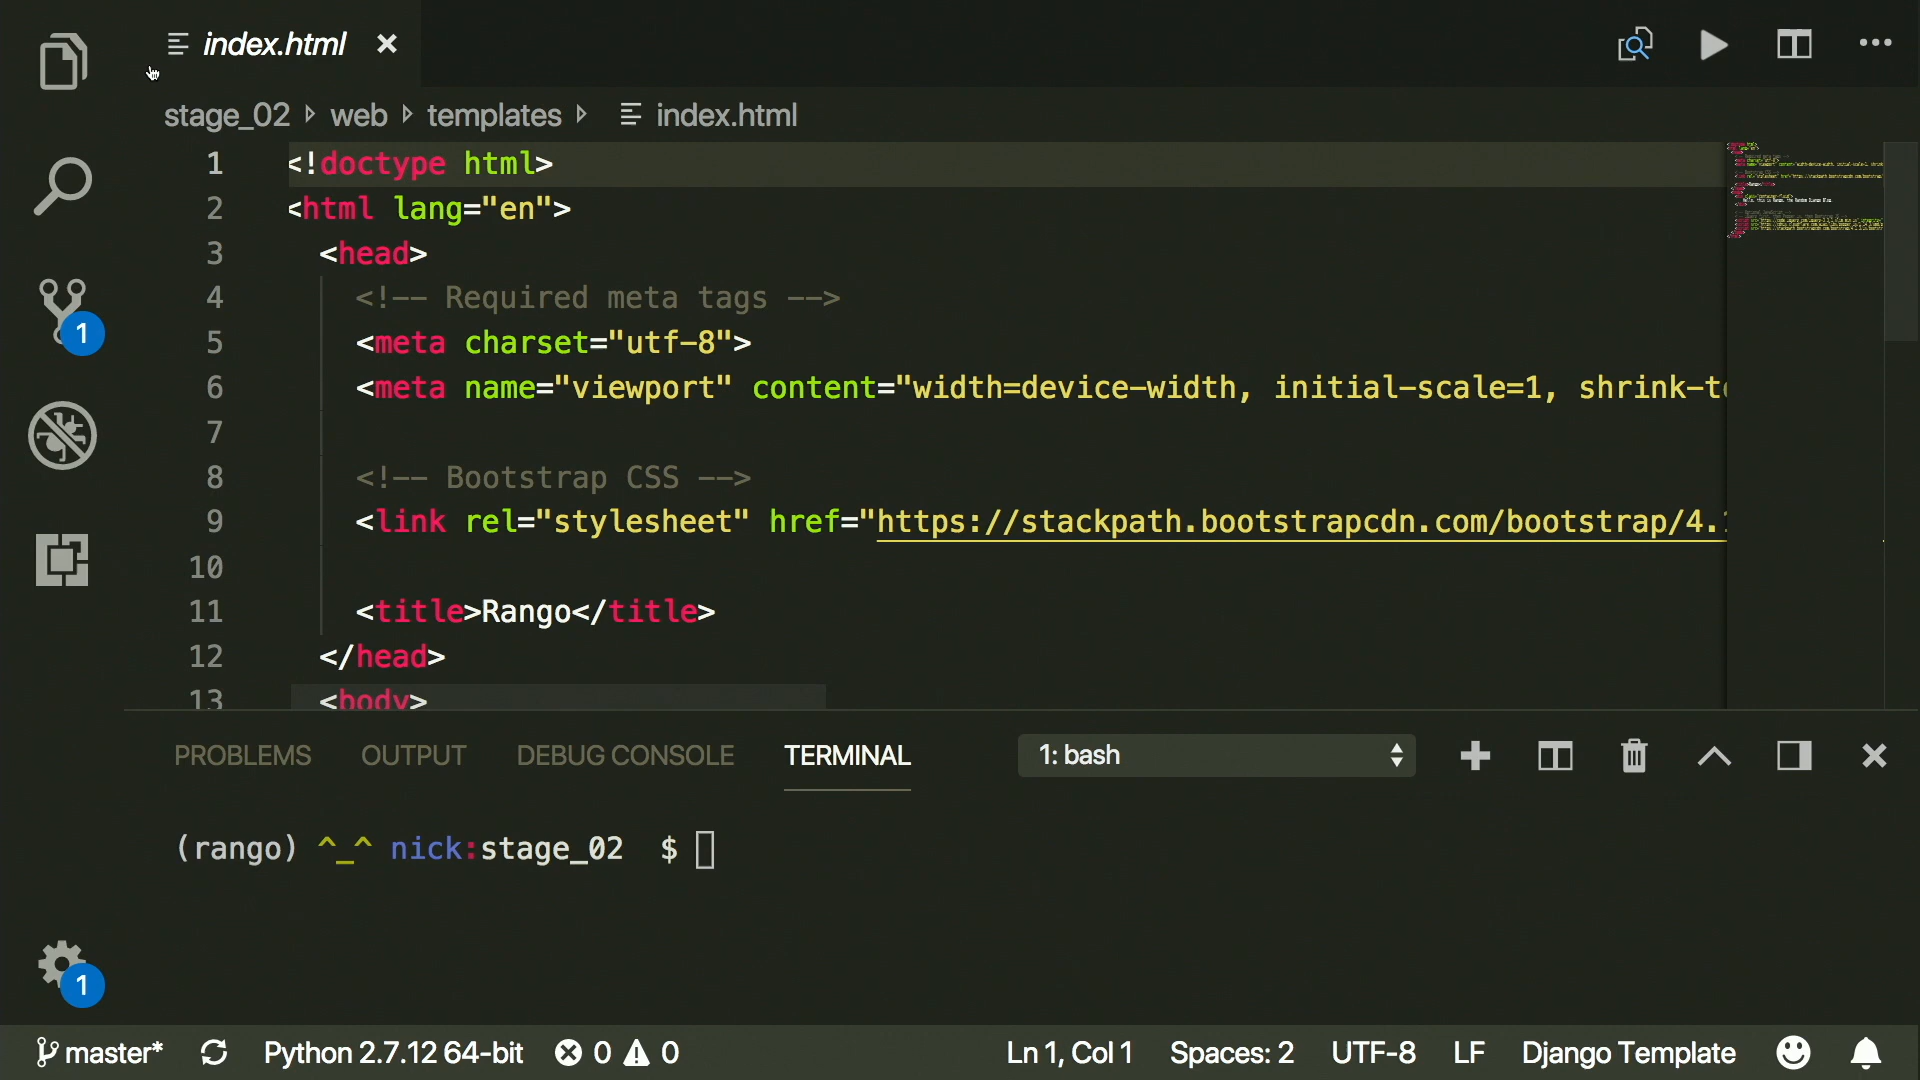 index.html
stage_02 web templates index.html
1 <!doctype html>
2 <html lang="en">
3 <head>
4 <!-- Required meta tags -->
5 <meta charset="utf-8">
6 <meta name="viewport" content="width=device-width, initial-scale=1, shrink-t
7
8 <!-- Bootstrap CSS -->
9 <link rel="stylesheet" href="https://stackpath.bootstrapcdn.com/bootstrap/4.
10
11 <title>Rango</title>
12 </head>
13 <body>
1
PROBLEMS OUTPUT DEBUG CONSOLE TERMINAL 1: bash
(rango) ^_^ nick:stage_02 $
1
master* Python 2.7.12 64-bit 0 0 Ln 1, Col 1 Spaces: 2 UTF-8 LF Django Template